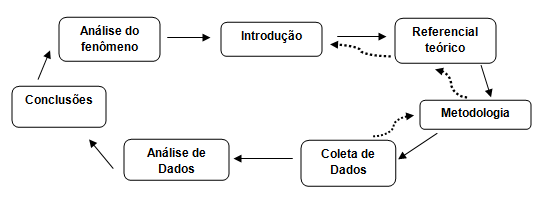 Análise do
fenômeno
Introdução
Referencial
teórico
Metodologia
Coleta de
Dados
Análise de
Dados
Conclusões